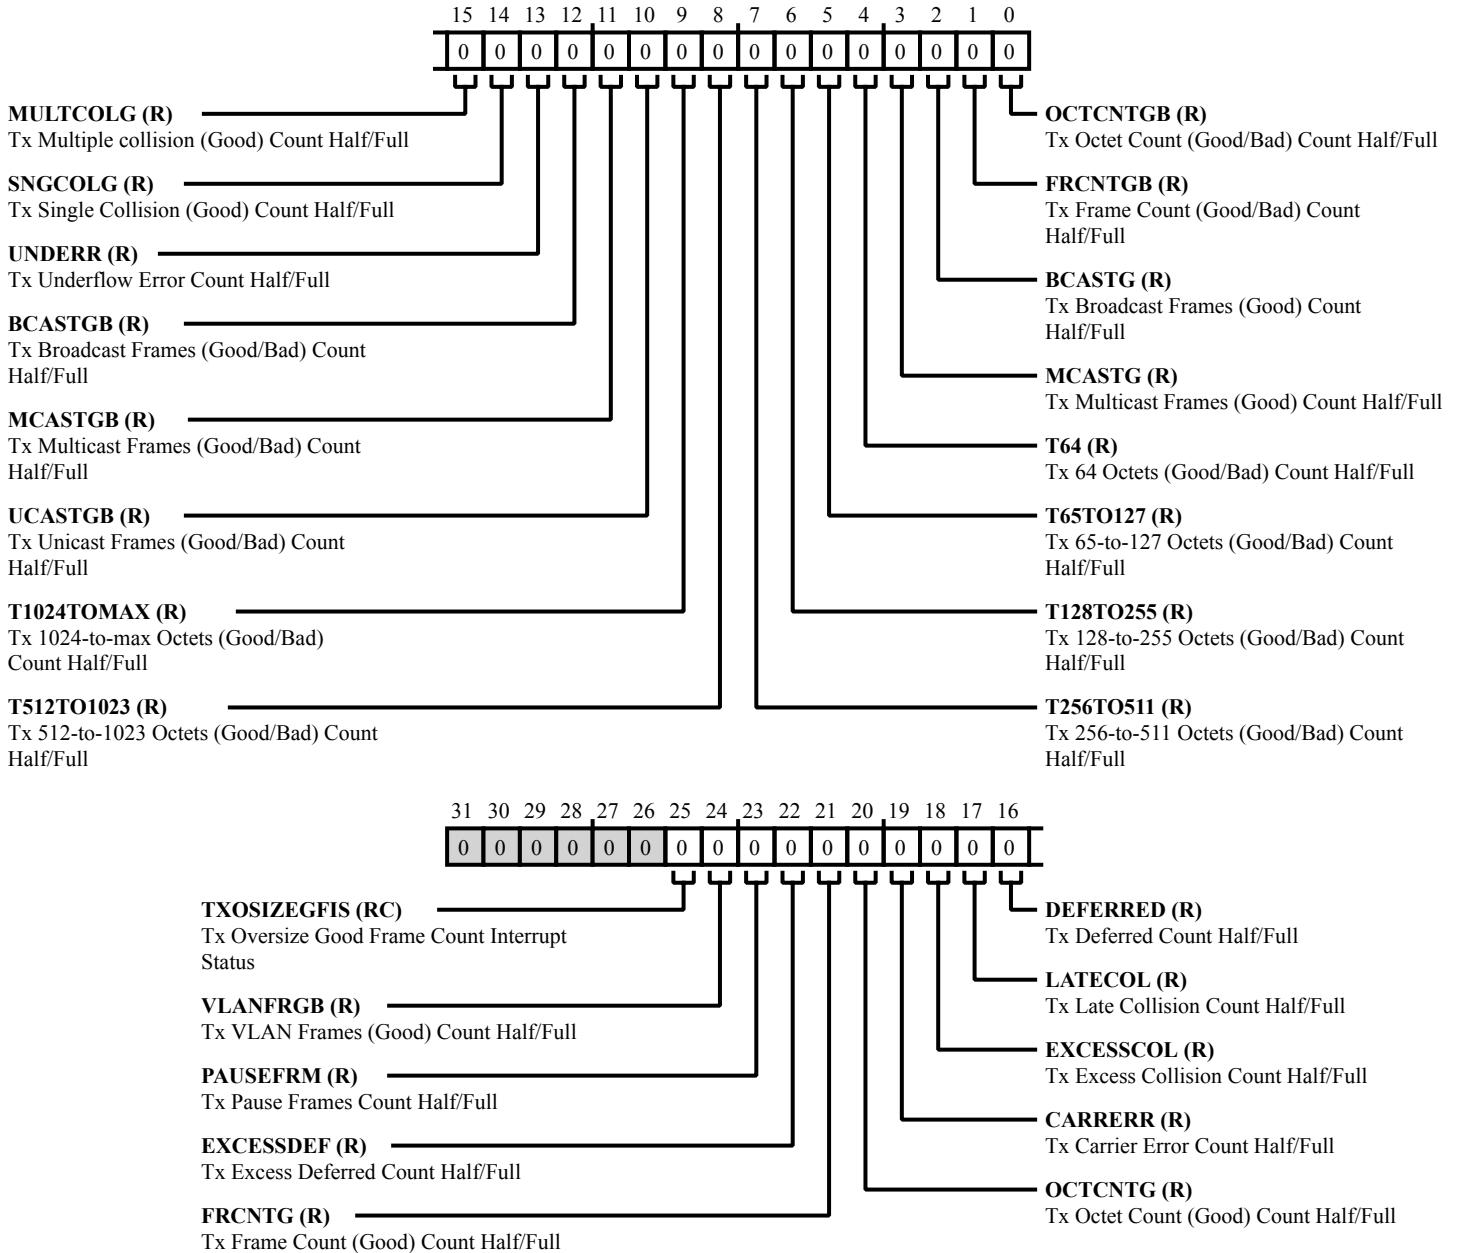 15 14 13 12 11 10 9 8 7 6 5 4 3 2 1 0
0 0 0 0 0 0 0 0 0 0 0 0 0 0 0 0
MULTCOLG (R)
Tx Multiple collision (Good) Count Half/Full
SNGCOLG (R)
Tx Single Collision (Good) Count Half/Full
UNDERR (R)
Tx Underflow Error Count Half/Full
BCASTGB (R)
Tx Broadcast Frames (Good/Bad) Count
Half/Full
MCASTGB (R)
Tx Multicast Frames (Good/Bad) Count
Half/Full
UCASTGB (R)
Tx Unicast Frames (Good/Bad) Count
Half/Full
T1024TOMAX (R)
Tx 1024-to-max Octets (Good/Bad)
Count Half/Full
T512TO1023 (R)
Tx 512-to-1023 Octets (Good/Bad) Count
Half/Full
OCTCNTGB (R)
Tx Octet Count (Good/Bad) Count Half/Full
FRCNTGB (R)
Tx Frame Count (Good/Bad) Count
Half/Full
BCASTG (R)
Tx Broadcast Frames (Good) Count
Half/Full
MCASTG (R)
Tx Multicast Frames (Good) Count Half/Full
T64 (R)
Tx 64 Octets (Good/Bad) Count Half/Full
T65TO127 (R)
Tx 65-to-127 Octets (Good/Bad) Count
Half/Full
T128TO255 (R)
Tx 128-to-255 Octets (Good/Bad) Count
Half/Full
T256TO511 (R)
Tx 256-to-511 Octets (Good/Bad) Count
Half/Full
31 30 29 28 27 26 25 24 23 22 21 20 19 18 17 16
0 0 0 0 0 0 0 0 0 0 0 0 0 0 0 0
TXOSIZEGFIS (RC)
Tx Oversize Good Frame Count Interrupt
Status
VLANFRGB (R)
Tx VLAN Frames (Good) Count Half/Full
PAUSEFRM (R)
Tx Pause Frames Count Half/Full
EXCESSDEF (R)
Tx Excess Deferred Count Half/Full
FRCNTG (R)
Tx Frame Count (Good) Count Half/Full
DEFERRED (R)
Tx Deferred Count Half/Full
LATECOL (R)
Tx Late Collision Count Half/Full
EXCESSCOL (R)
Tx Excess Collision Count Half/Full
CARRERR (R)
Tx Carrier Error Count Half/Full
OCTCNTG (R)
Tx Octet Count (Good) Count Half/Full